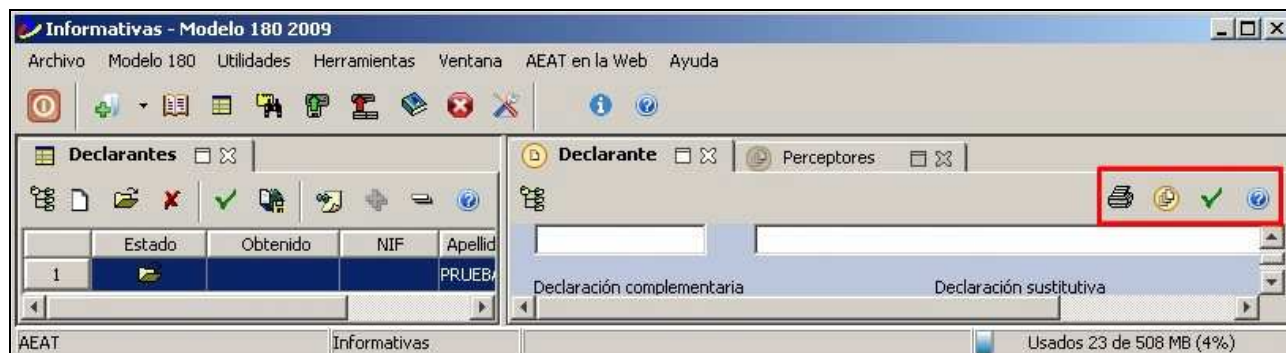 Informativas - Modelo 180 2009
Archivo Modelo 180 Utilidades Herramientas Ventana AEAT en la Web Ayuda
Declarantes
Declarante Perceptores
Estado Obtenido NIF Apellid
1 PRUEBA
Declaración complementaria Declaración sustitutiva
AEAT Informativas Usados 23 de 508 MB (4%)